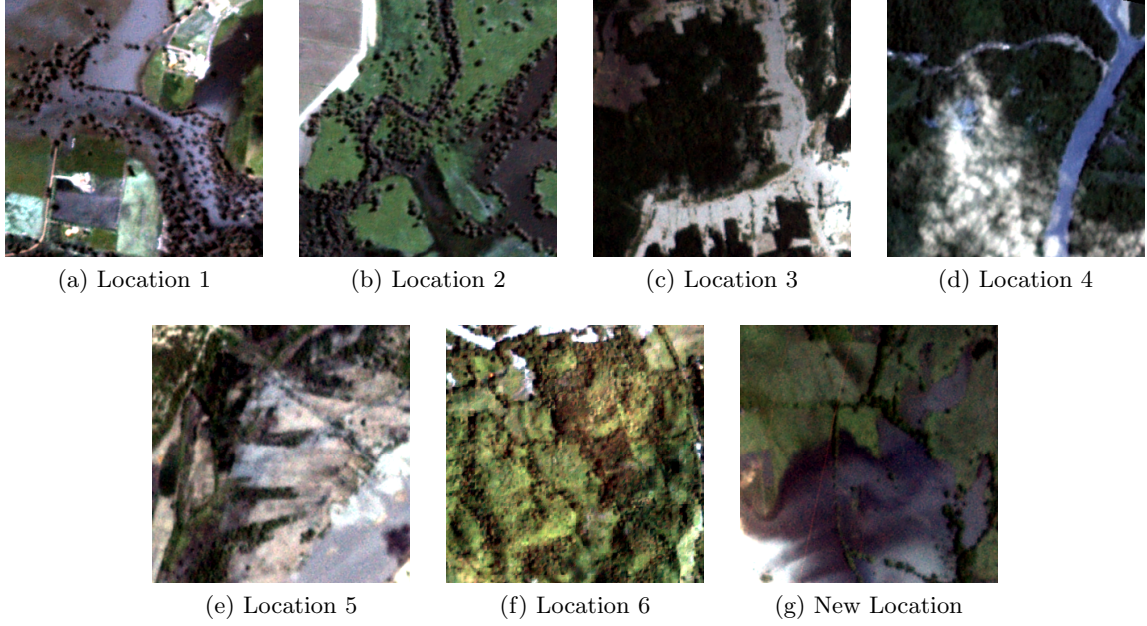 (a) Location 1
(b) Location 2
(c) Location 3
(d) Location 4
(e) Location 5
(f) Location 6
(g) New Location